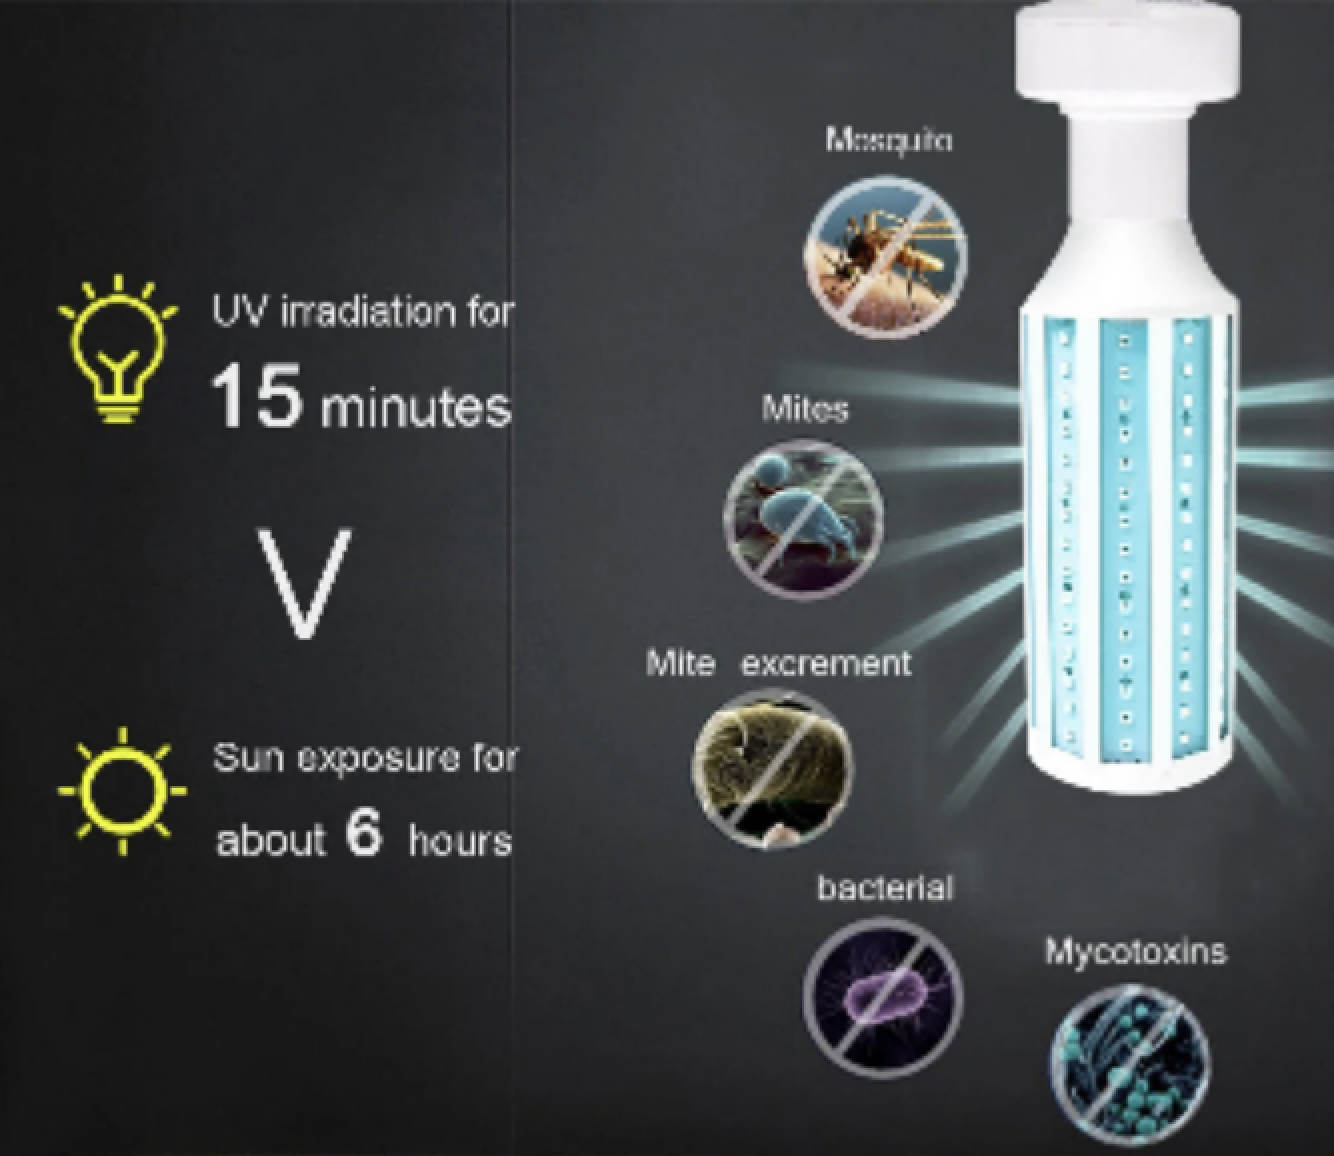 UV irradiation for
15 minutes
V
Sun exposure for
about 6 hours
Mosquito
Mites
Mite excrement
bacterial
Mycotoxins